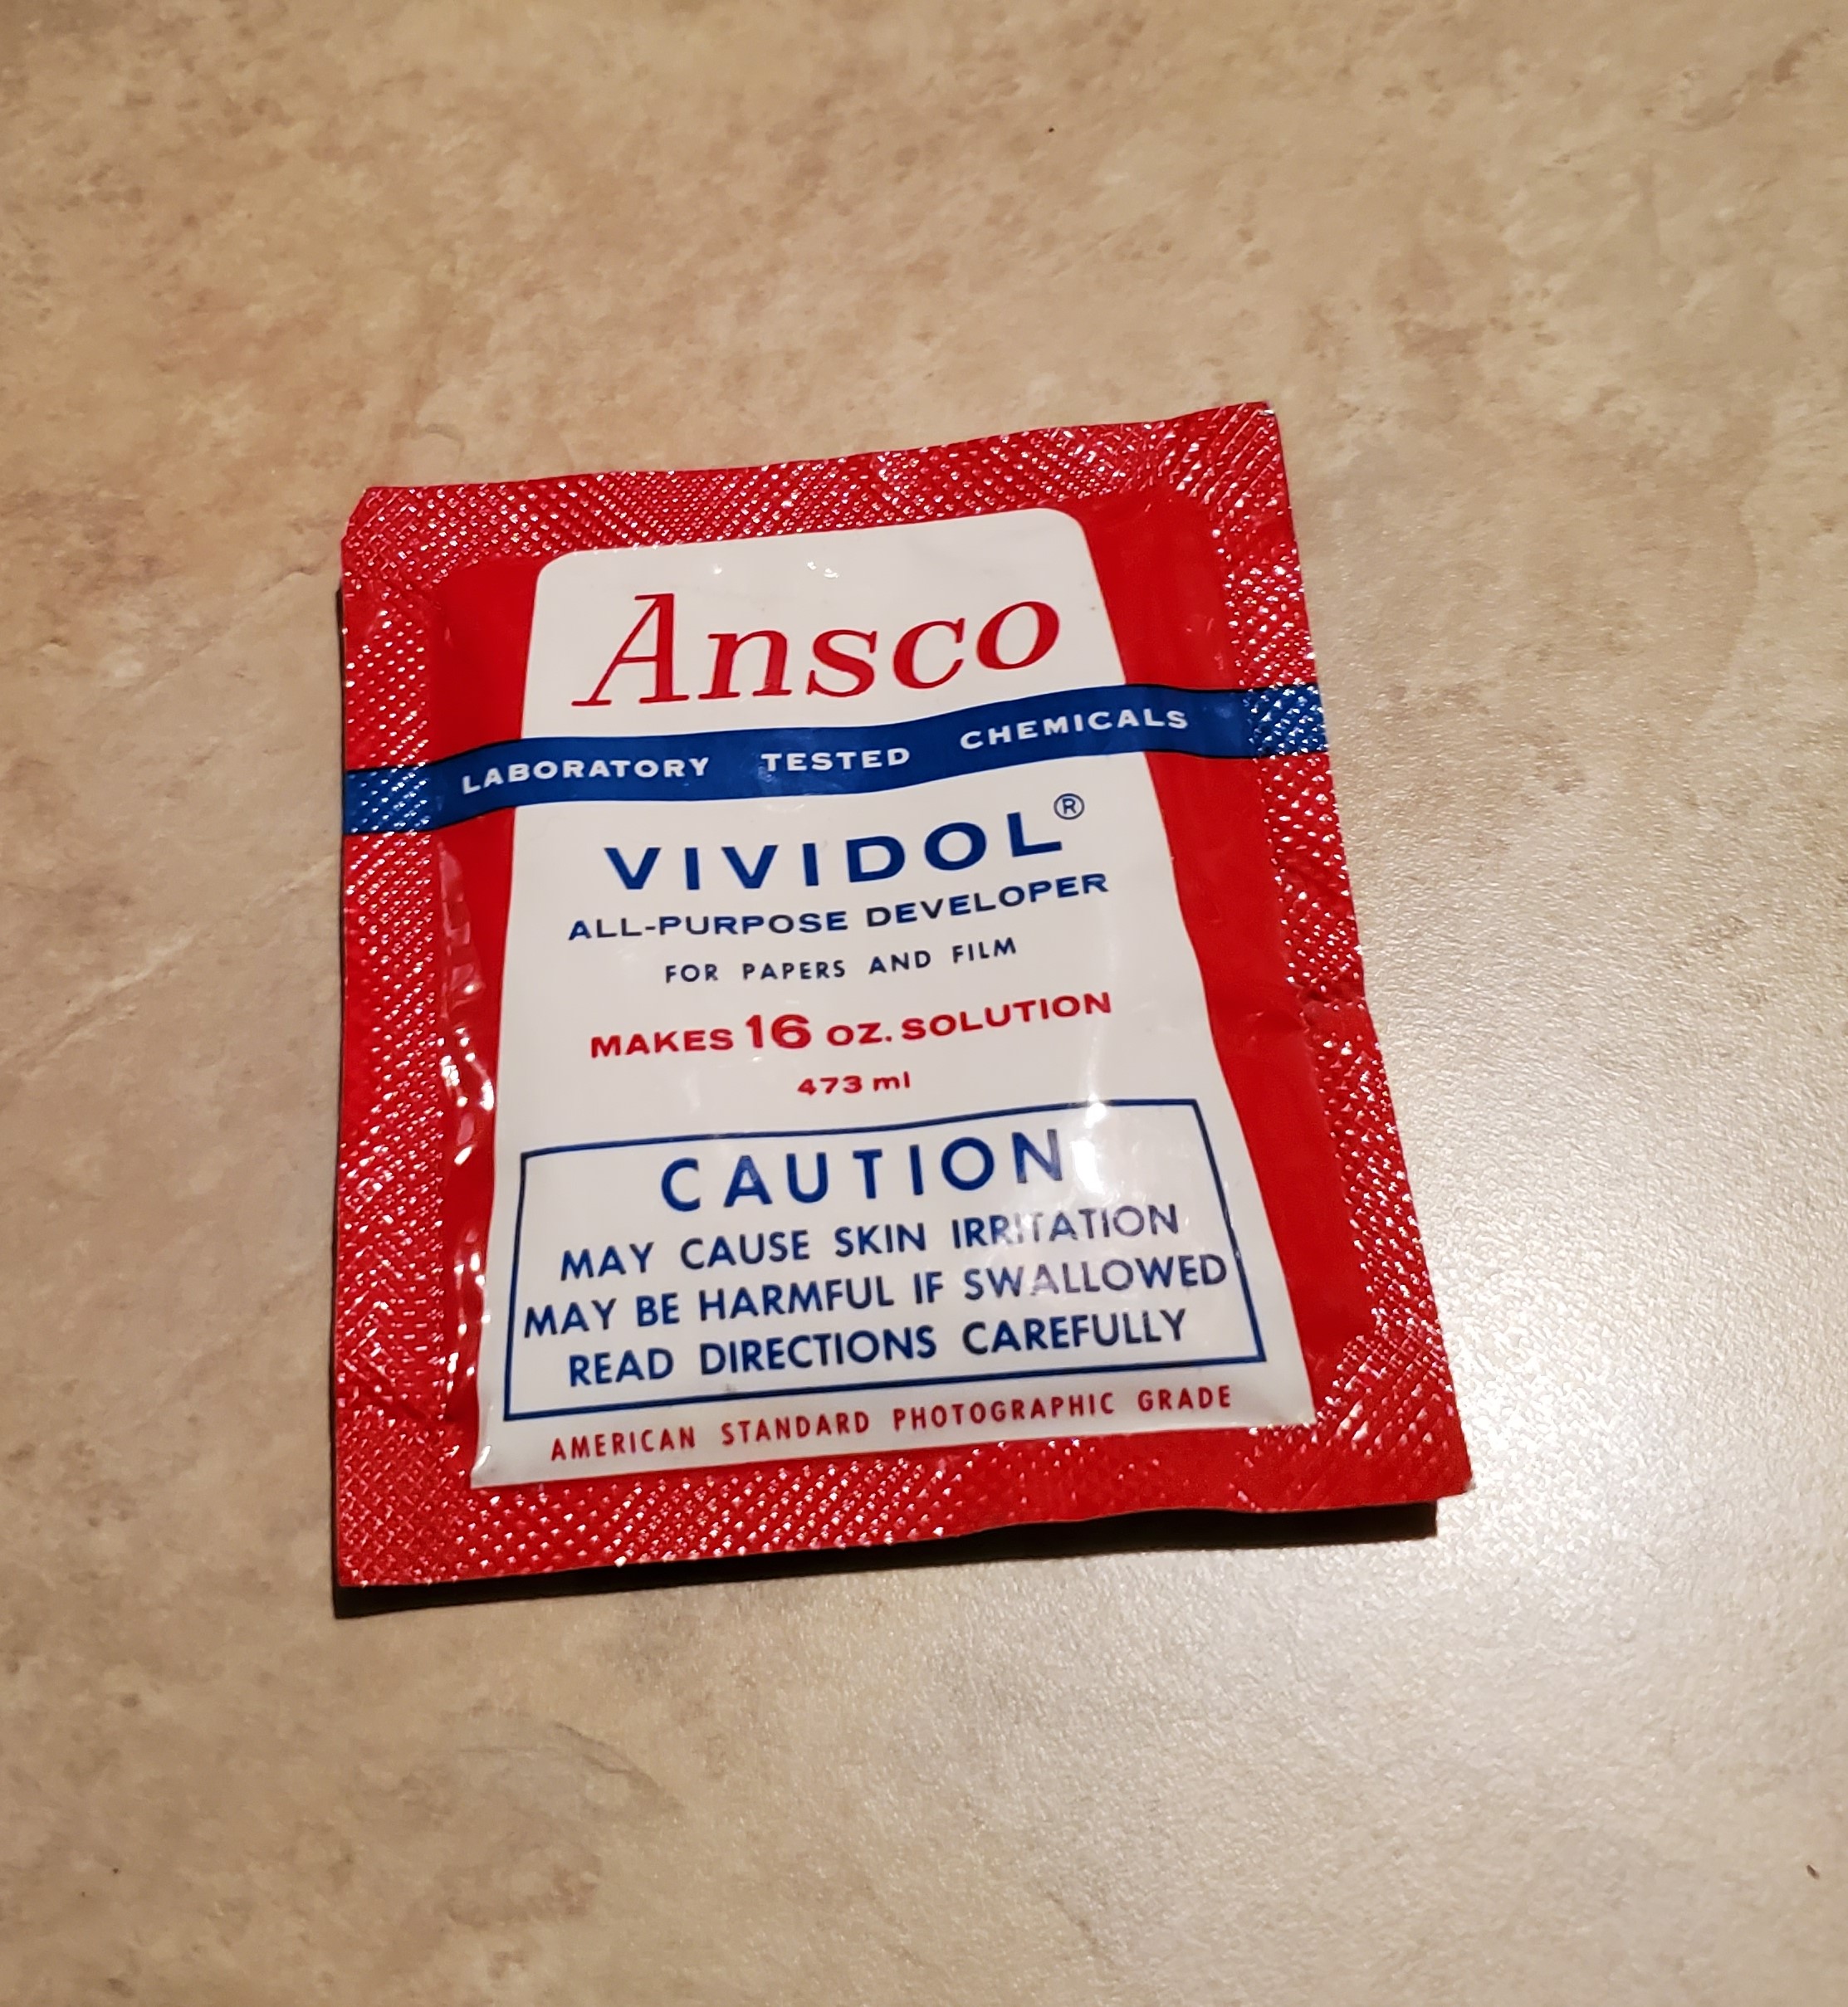 Ansco
LABORATORY TESTED CHEMICALS
VIVIDOL®
ALL-PURPOSE DEVELOPER
FOR PAPERS AND FILM
MAKES 16 OZ. SOLUTION
473 ml
CAUTION
MAY CAUSE SKIN IRRITATION
MAY BE HARMFUL IF SWALLOWED
READ DIRECTIONS CAREFULLY
AMERICAN STANDARD PHOTOGRAPHIC GRADE